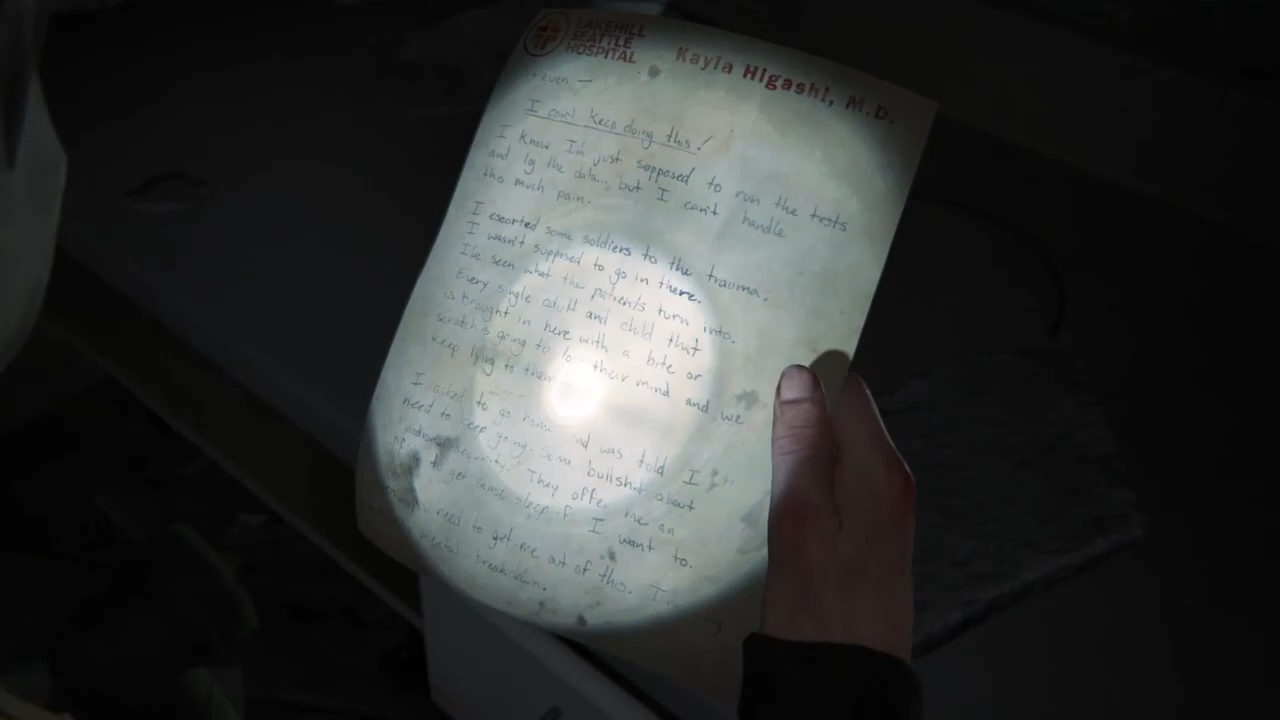 LAKEHILL
SEATTLE
HOSPITAL
Kayla Higashi, M.D.
I can't keep doing this!
I know I'm just supposed to run the tests
and log the data... but I can't handle
this much pain.
I escorted some soldiers to the trauma.
I wasn't supposed to go in there.
I've seen what the patients turn into.
Every single adult and child that
is brought in here with a bite or
scratch is going to lose their mind and we
keep lying to them
I asked to go home and was told I
need to keep going. Some bullshit about
security." They offer me an
to get some sleep if I want to.
need to get me out of this.
mental breakdown.